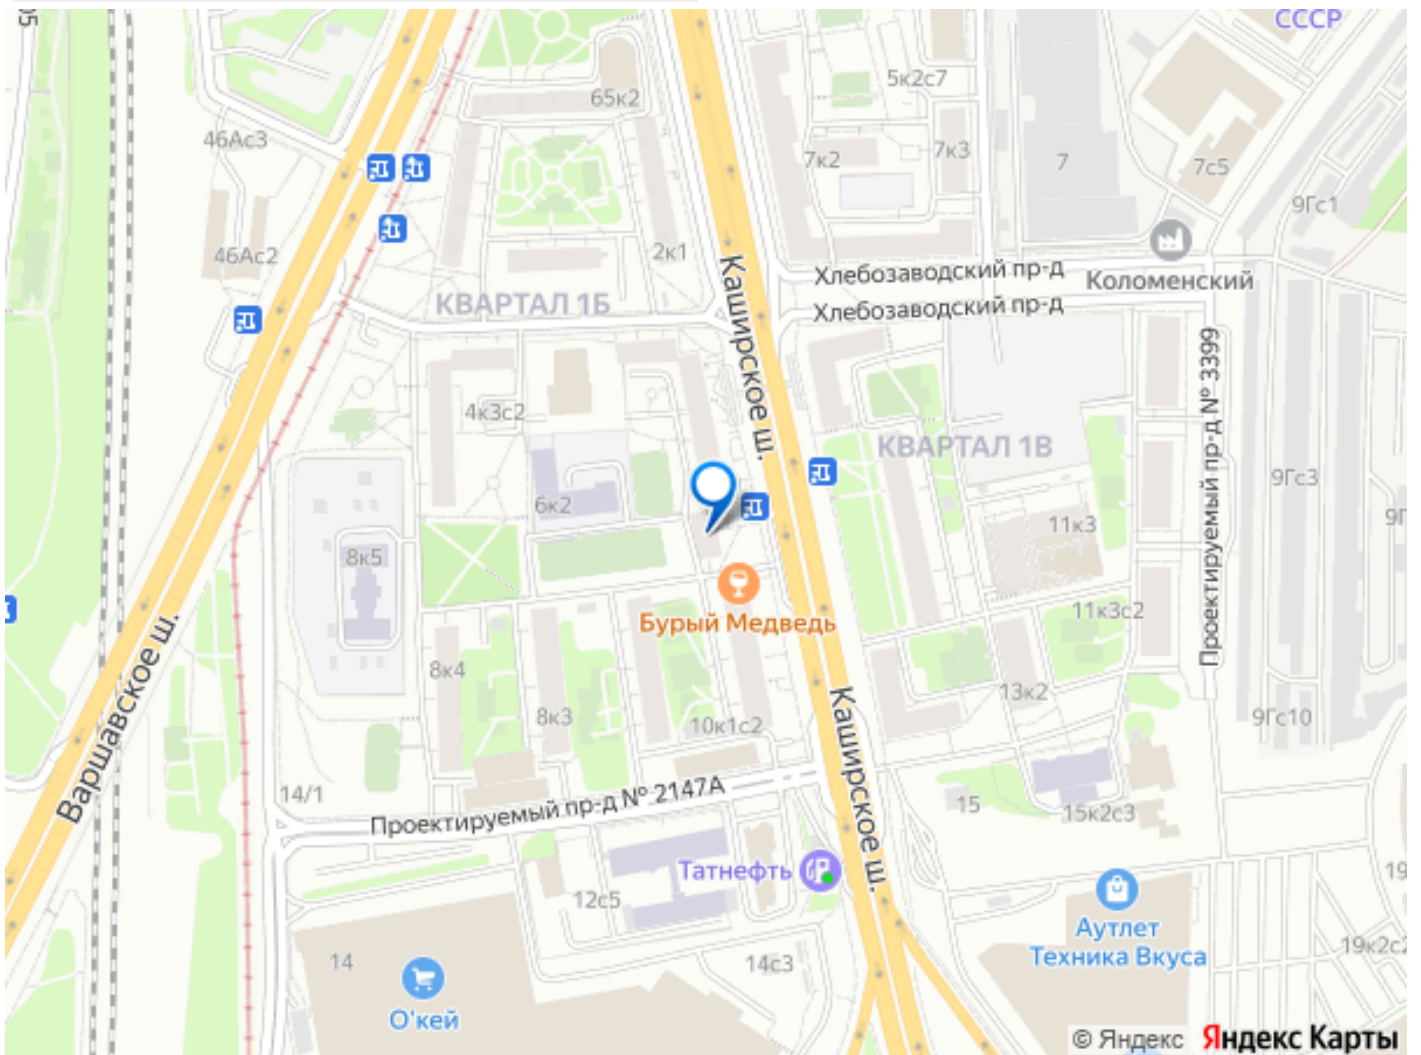 СССР
65к2
5к2с7
46Ас3
7к2
7к3
7
7с5
9Гс1
46Ас2
2к1
Каширское ш.
Хлебозаводский пр-д
Коломенский
КВАРТАЛ 1Б
Хлебозаводский пр-д
Проектируемый пр-д № 3399
4к3с2
КВАРТАЛ 1В
9Гс3
6к2
11к3
8к5
Бурый Медведь
11к3с2
Варшавское ш.
8к4
13к2
8к3
10к1с2
9Гс10
Каширское ш.
14/1
Проектируемый пр-д № 2147А
15
15к2с3
Татнефть
12с5
Аутлет
Техника Вкуса
19к2с2
14
14с3
О'кей
© Яндекс Яндекс Карты